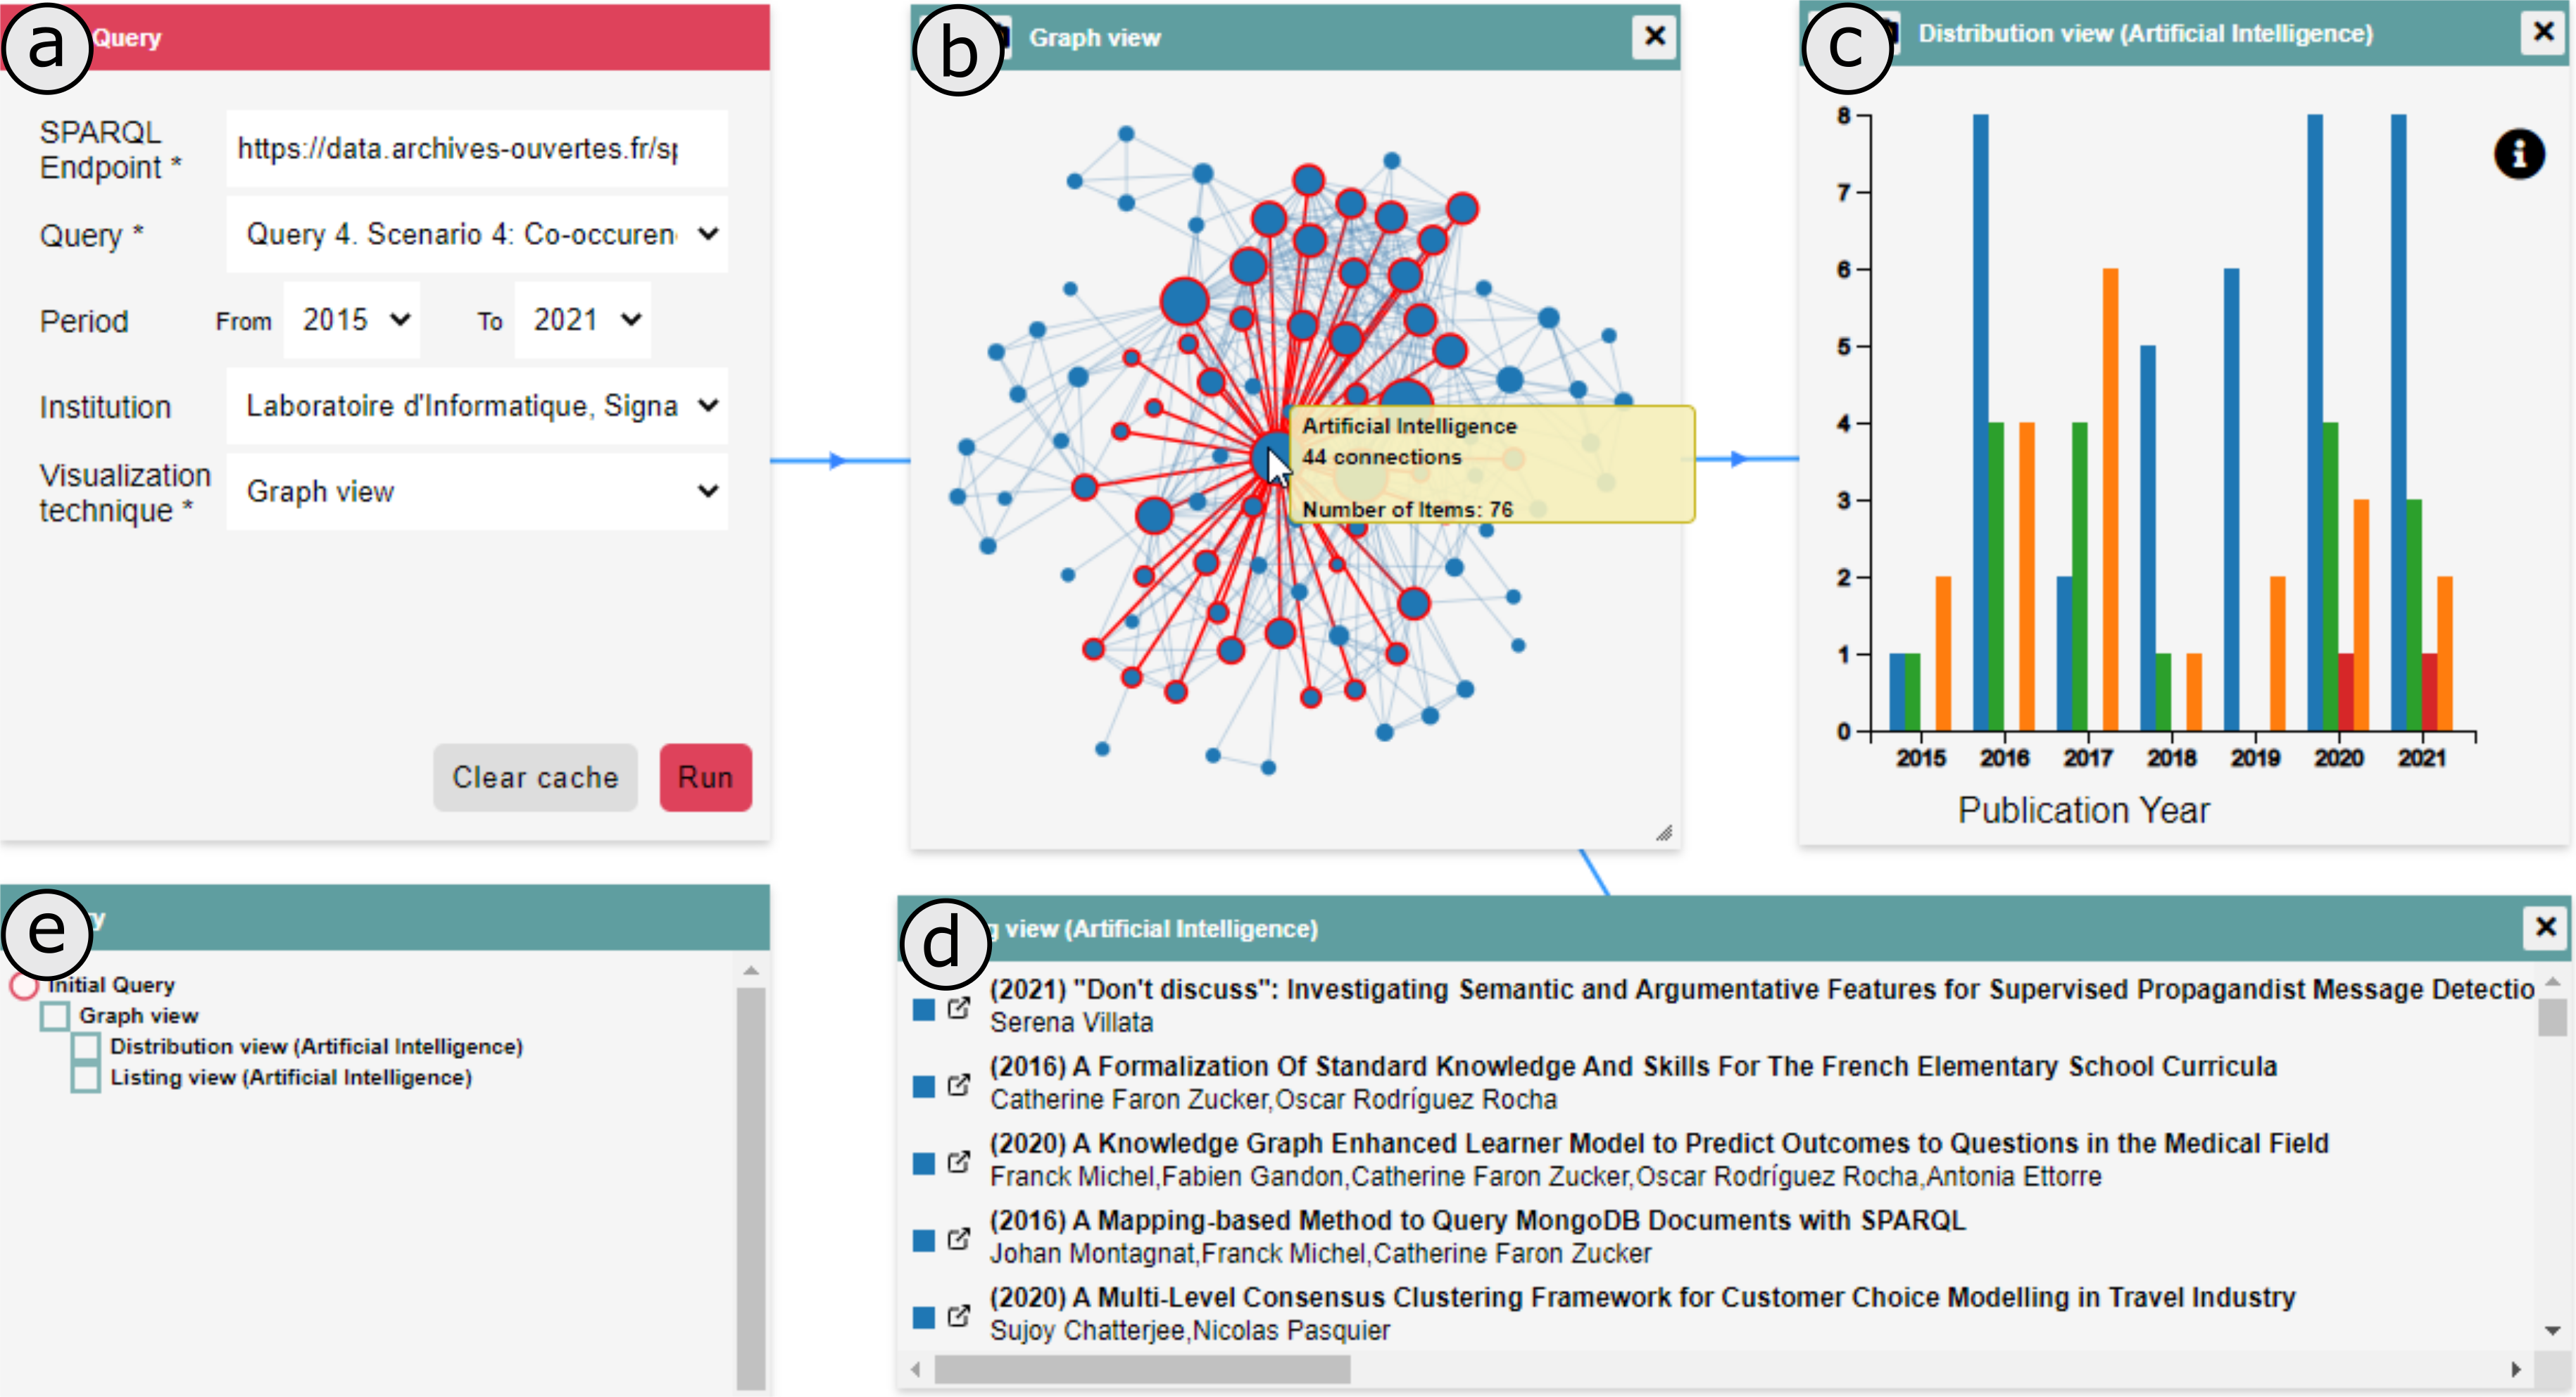 a
Query
SPARQL
Endpoint *
https://data.archives-ouvertes.fr/s
Query *
Query 4. Scenario 4: Co-occuren
Period
From 2015 To 2021
Institution
Laboratoire d'Informatique, Signa
Visualization
technique *
Graph view
Clear cache
Run
b
Graph view
Artificial Intelligence
44 connections
Number of Items: 76
c
Distribution view (Artificial Intelligence)
i
8
7
6
5
4
3
2
1
0
2015 2016 2017 2018 2019 2020 2021
Publication Year
e
ry
Initial Query
Graph view
Distribution view (Artificial Intelligence)
Listing view (Artificial Intelligence)
d
g view (Artificial Intelligence)
(2021) "Don't discuss": Investigating Semantic and Argumentative Features for Supervised Propagandist Message Detectio
Serena Villata
(2016) A Formalization Of Standard Knowledge And Skills For The French Elementary School Curricula
Catherine Faron Zucker,Oscar Rodríguez Rocha
(2020) A Knowledge Graph Enhanced Learner Model to Predict Outcomes to Questions in the Medical Field
Franck Michel,Fabien Gandon,Catherine Faron Zucker,Oscar Rodríguez Rocha,Antonia Ettorre
(2016) A Mapping-based Method to Query MongoDB Documents with SPARQL
Johan Montagnat,Franck Michel,Catherine Faron Zucker
(2020) A Multi-Level Consensus Clustering Framework for Customer Choice Modelling in Travel Industry
Sujoy Chatterjee,Nicolas Pasquier